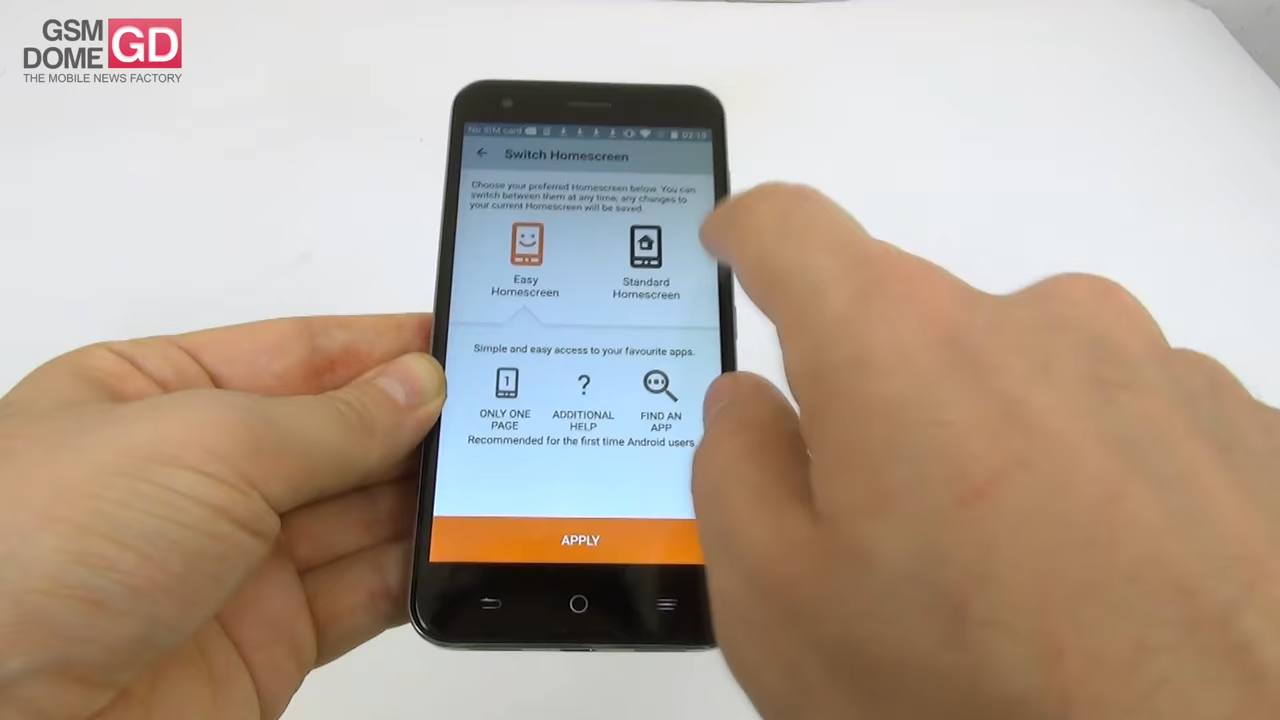 GSM
DOME GD
THE MOBILE NEWS FACTORY
No SIM card 02:19
Switch Homescreen
Choose your preferred Homescreen below. You can
switch between them at any time, any changes to
your current Homescreen will be saved.
Easy
Homescreen
Standard
Homescreen
Simple and easy access to your favourite apps.
1
ONLY ONE
PAGE
?
ADDITIONAL
HELP
FIND AN
APP
Recommended for the first time Android users.
APPLY